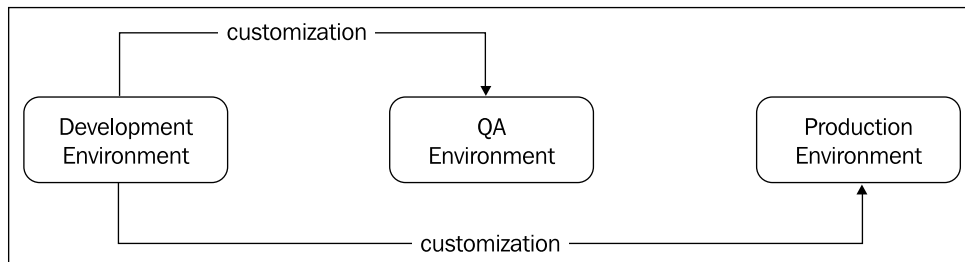 customization
Development
Environment
QA
Environment
Production
Environment
customization